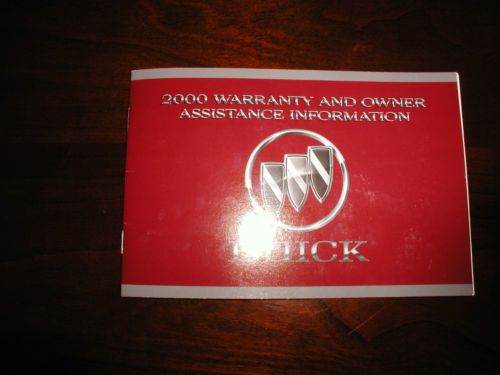 2000 WARRANTY AND OWNER
ASSISTANCE INFORMATION
BUICK